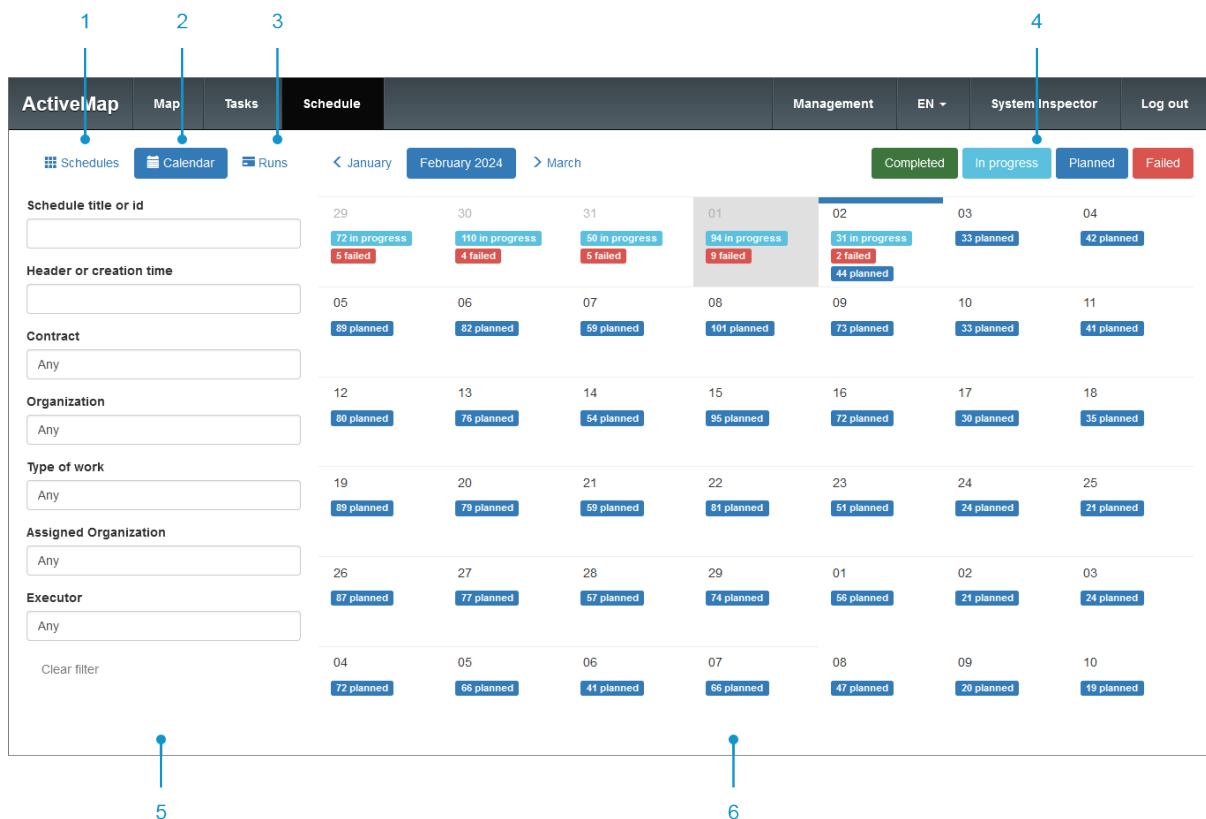 1 2 3 4
ActiveMap Map Tasks Schedule Management EN System Inspector Log out
Schedules Calendar Runs January February 2024 March Completed In progress Planned Failed
Schedule title or id
Header or creation time
Contract
Any
Organization
Any
Type of work
Any
Assigned Organization
Any
Executor
Any
Clear filter
29 30 31 01 02 03 04
72 in progress 110 in progress 50 in progress 94 in progress 31 in progress 33 planned 42 planned
5 failed 4 failed 5 failed 9 failed 2 failed
44 planned
05 06 07 08 09 10 11
89 planned 82 planned 59 planned 101 planned 73 planned 33 planned 41 planned
12 13 14 15 16 17 18
80 planned 76 planned 54 planned 95 planned 72 planned 30 planned 35 planned
19 20 21 22 23 24 25
89 planned 79 planned 59 planned 81 planned 51 planned 24 planned 21 planned
26 27 28 29 01 02 03
87 planned 77 planned 57 planned 74 planned 56 planned 21 planned 24 planned
04 05 06 07 08 09 10
72 planned 66 planned 41 planned 66 planned 47 planned 20 planned 19 planned
5 6